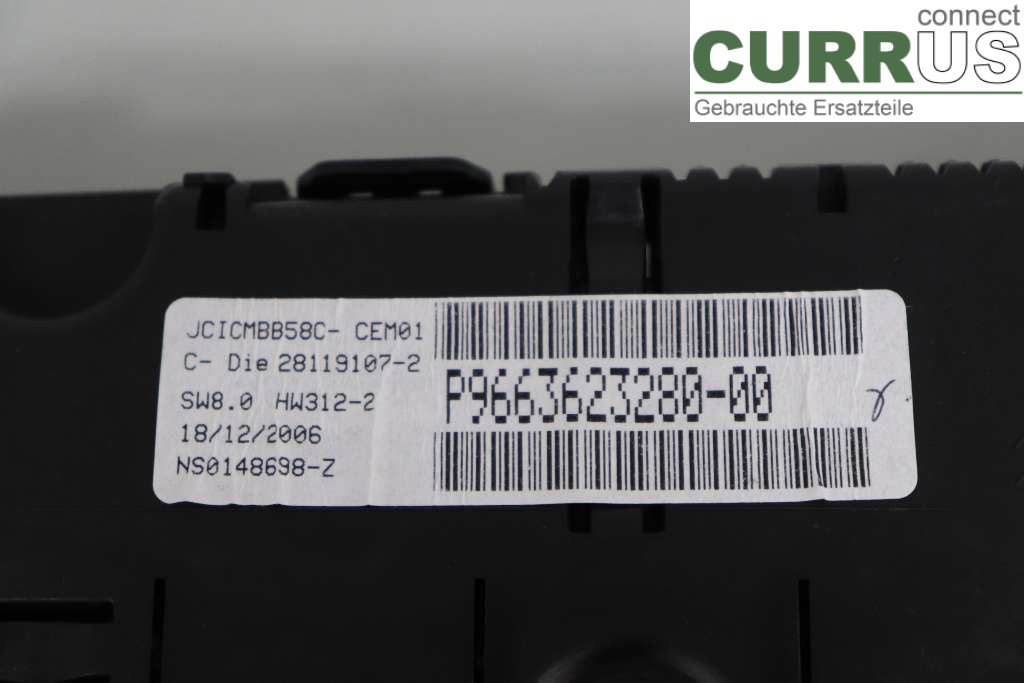 connect
CURRUS
Gebrauchte Ersatzteile
JCICMBB58C- CEM01
C- Die 28119107-2
SW8.0 HW312-2
18/12/2006
NS0148698-Z
P9663623280-00